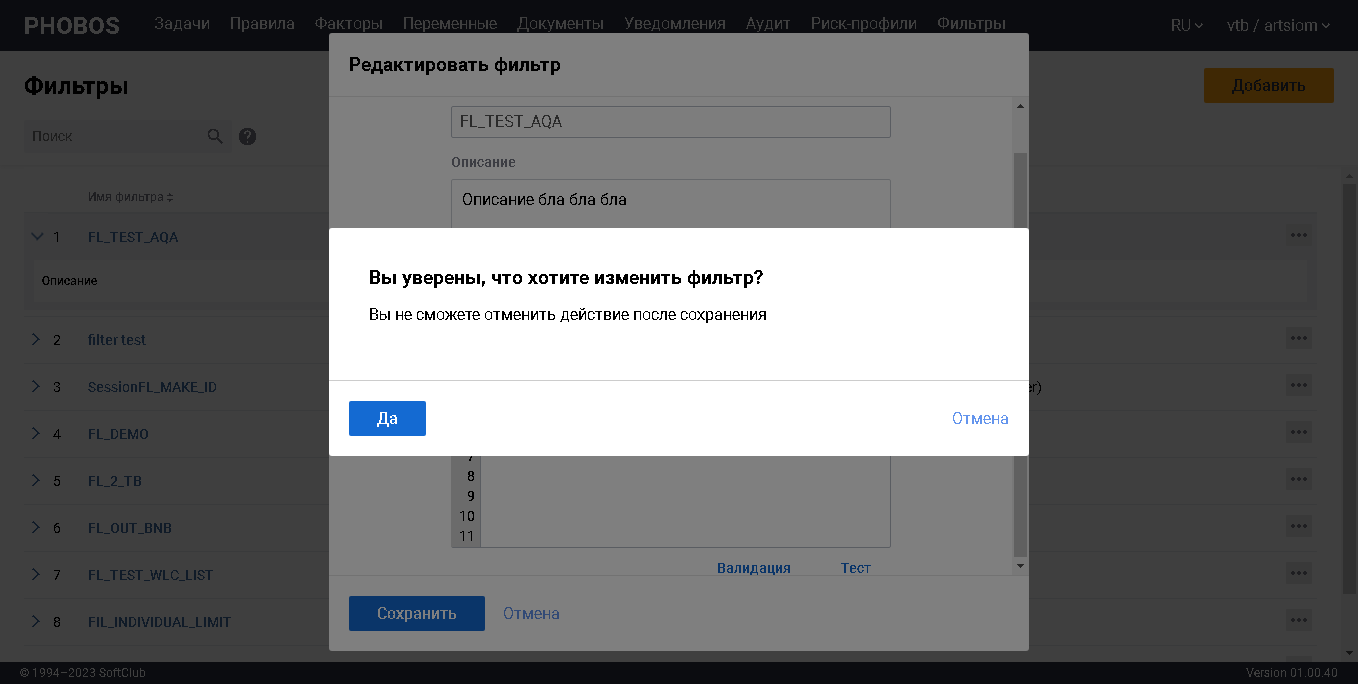 PHOBOS Задачи Правила Факторы Переменные Документы Уведомления Аудит Риск-профили Фильтры RU vtb / artsiom
Редактировать фильтр
Фильтры
Добавить
Поиск ?
FL_TEST_AQA
Описание
Имя фильтра
Описание бла бла бла
1 FL_TEST_AQA
Описание
Вы уверены, что хотите изменить фильтр?
Вы не сможете отменить действие после сохранения
2 filter test
3 SessionFL_MAKE_ID er)
Да Отмена
4 FL_DEMO
7
8
5 FL_2_TB
9
10
6 FL_OUT_BNB
11
Валидация Тест
7 FL_TEST_WLC_LIST
Сохранить Отмена
8 FIL_INDIVIDUAL_LIMIT
© 1994–2023 SoftClub Version 01.00.40